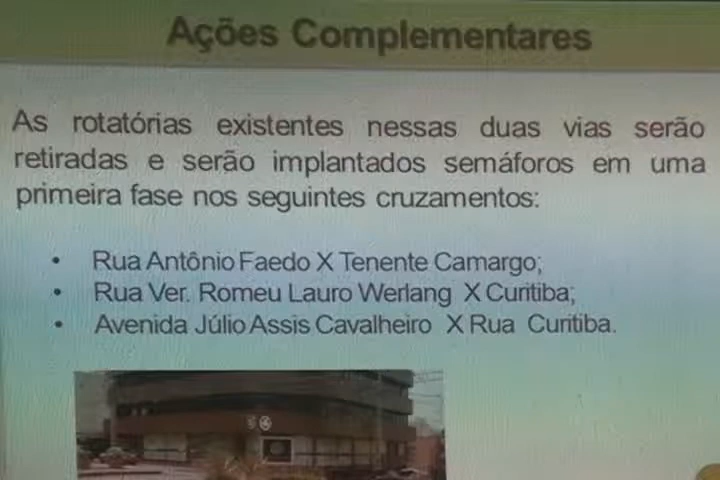 Ações Complementares
As rotatórias existentes nessas duas vias serão
retiradas e serão implantados semáforos em uma
primeira fase nos seguintes cruzamentos:
• Rua Antônio Faedo X Tenente Camargo;
• Rua Ver. Romeu Lauro Werlang X Curitiba;
• Avenida Júlio Assis Cavalheiro X Rua Curitiba.